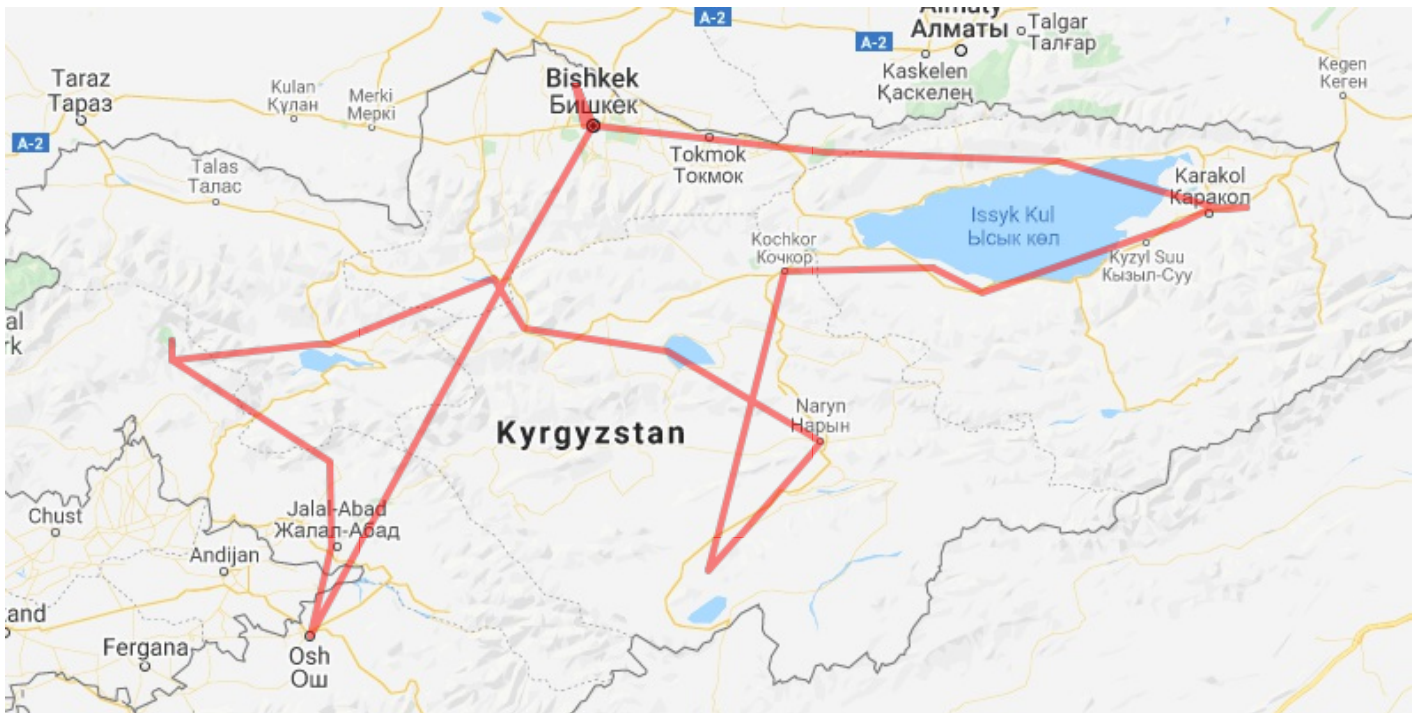 A-2
Almaty
Алматы
Talgar
Талғар
A-2
Kaskelen
Қаскелең
Kegen
Кеген
Taraz
Тараз
Kulan
Құлан
Merki
Меркі
Bishkek
Бишкек
A-2
Tokmok
Токмок
Talas
Талас
Karakol
Каракол
Issyk Kul
Ысык көл
Kochkor
Кочкор
Kyzyl Suu
Кызыл-Суу
Naryn
Нарын
Kyrgyzstan
Chust
Jalal-Abad
Жалал-Абад
Andijan
Fergana
Osh
Ош